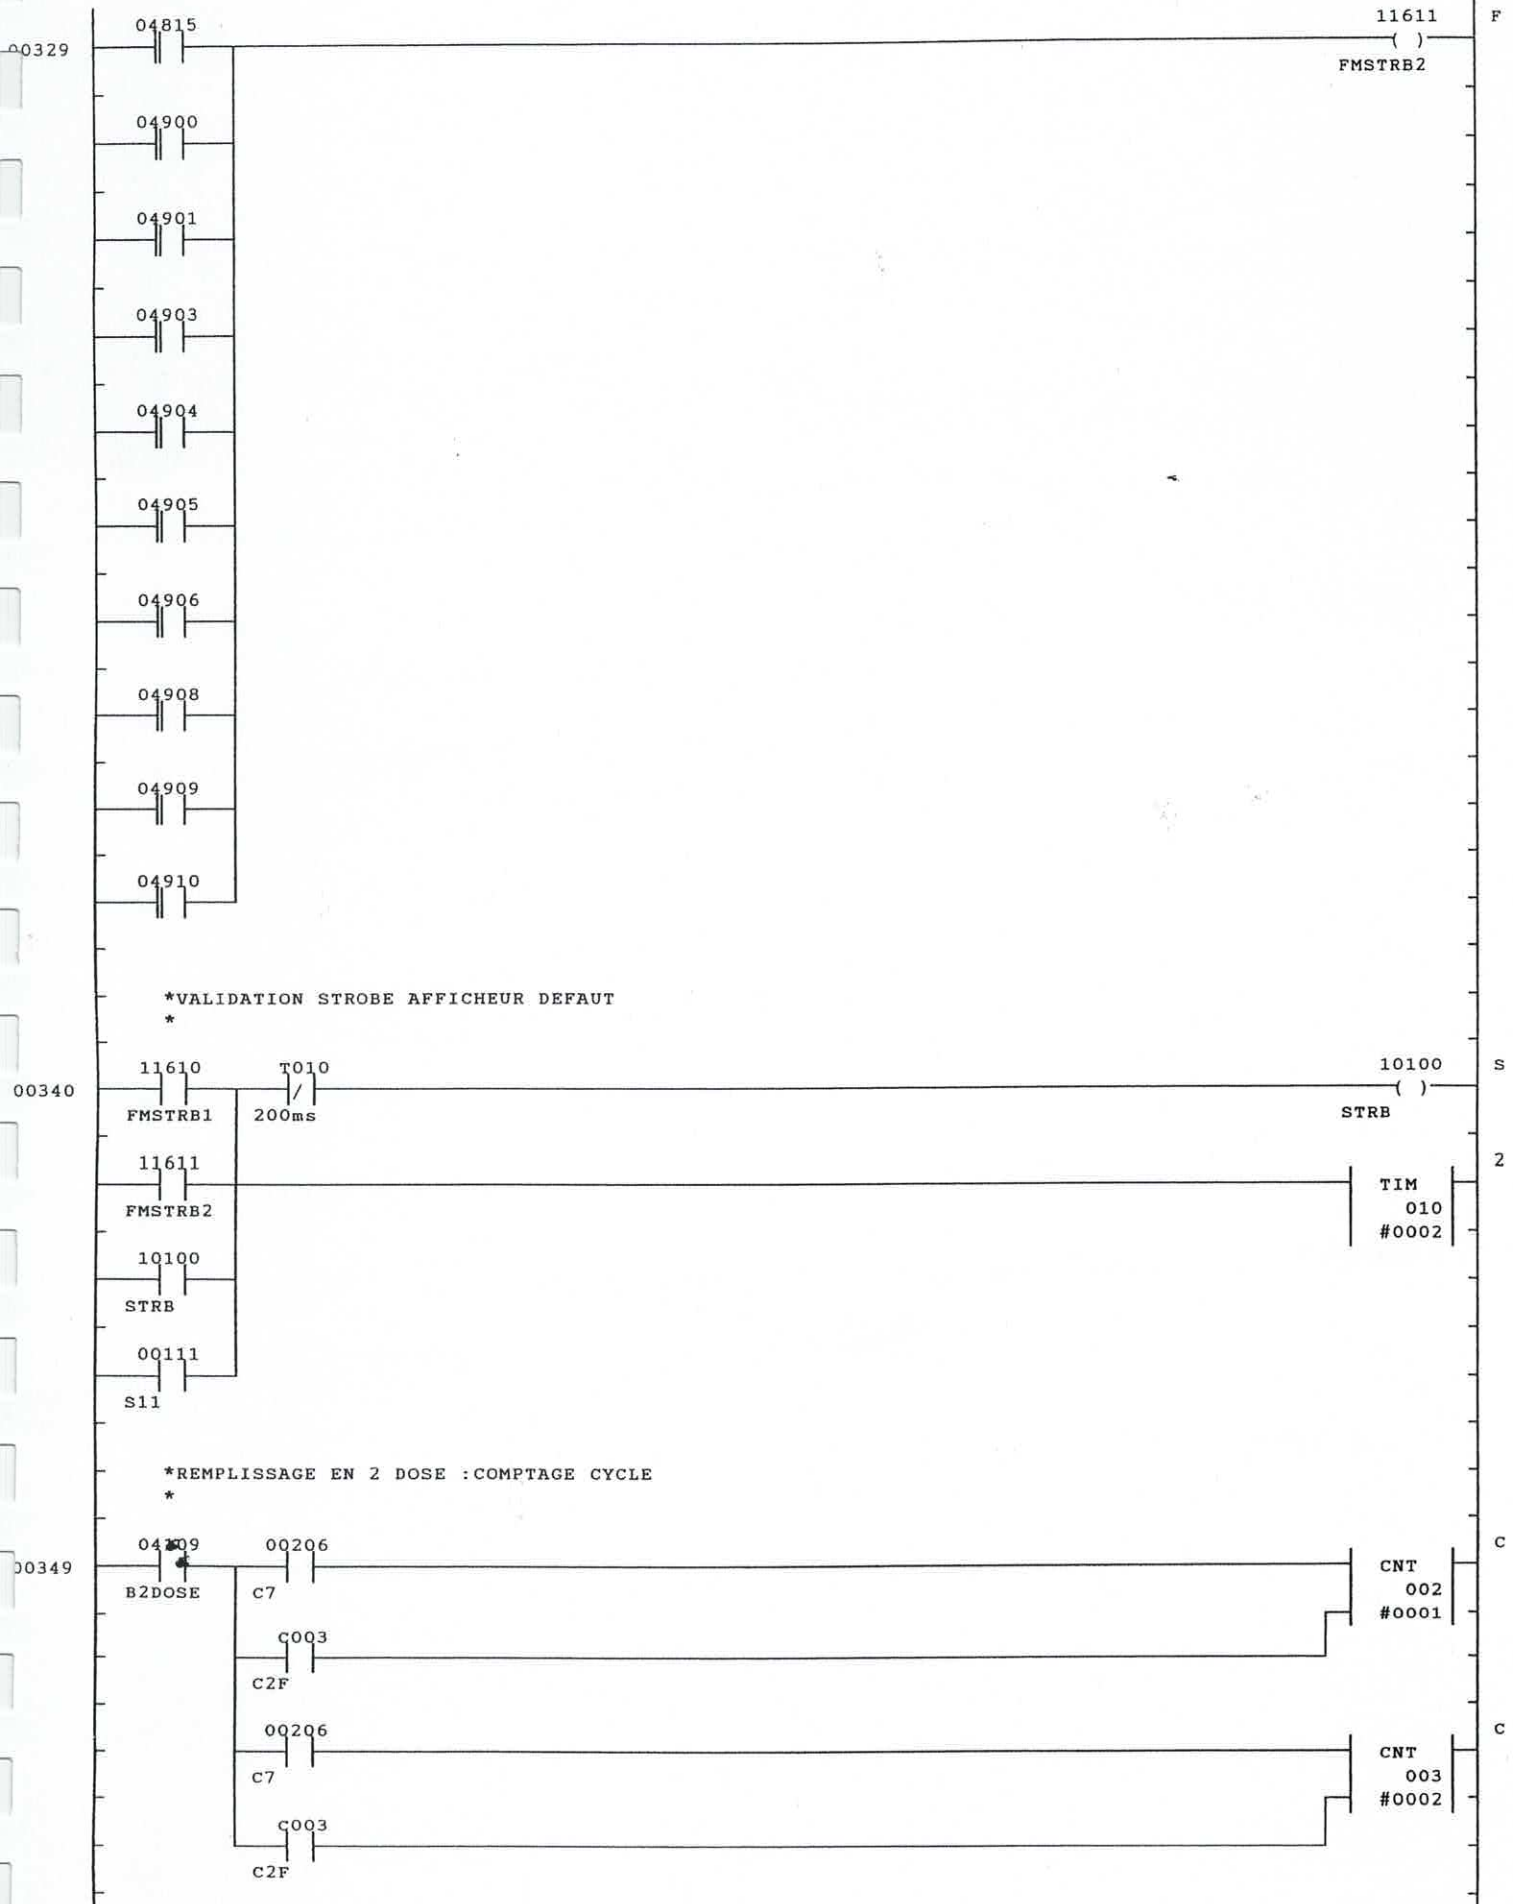 04815 11611 F
00329
FMSTRB2
04900
04901
04903
04904
04905
04906
04908
04909
04910
*VALIDATION STROBE AFFICHEUR DEFAUT
*
11610 T010 10100 S
00340
FMSTRB1 200ms STRB
11611 2
TIM
FMSTRB2 010
#0002
10100
STRB
00111
S11
*REMPLISSAGE EN 2 DOSE :COMPTAGE CYCLE
*
00206 C
00349 CNT
B2DOSE C7 002
#0001
C003
C2F
00206 C
CNT
C7 003
#0002
C003
C2F